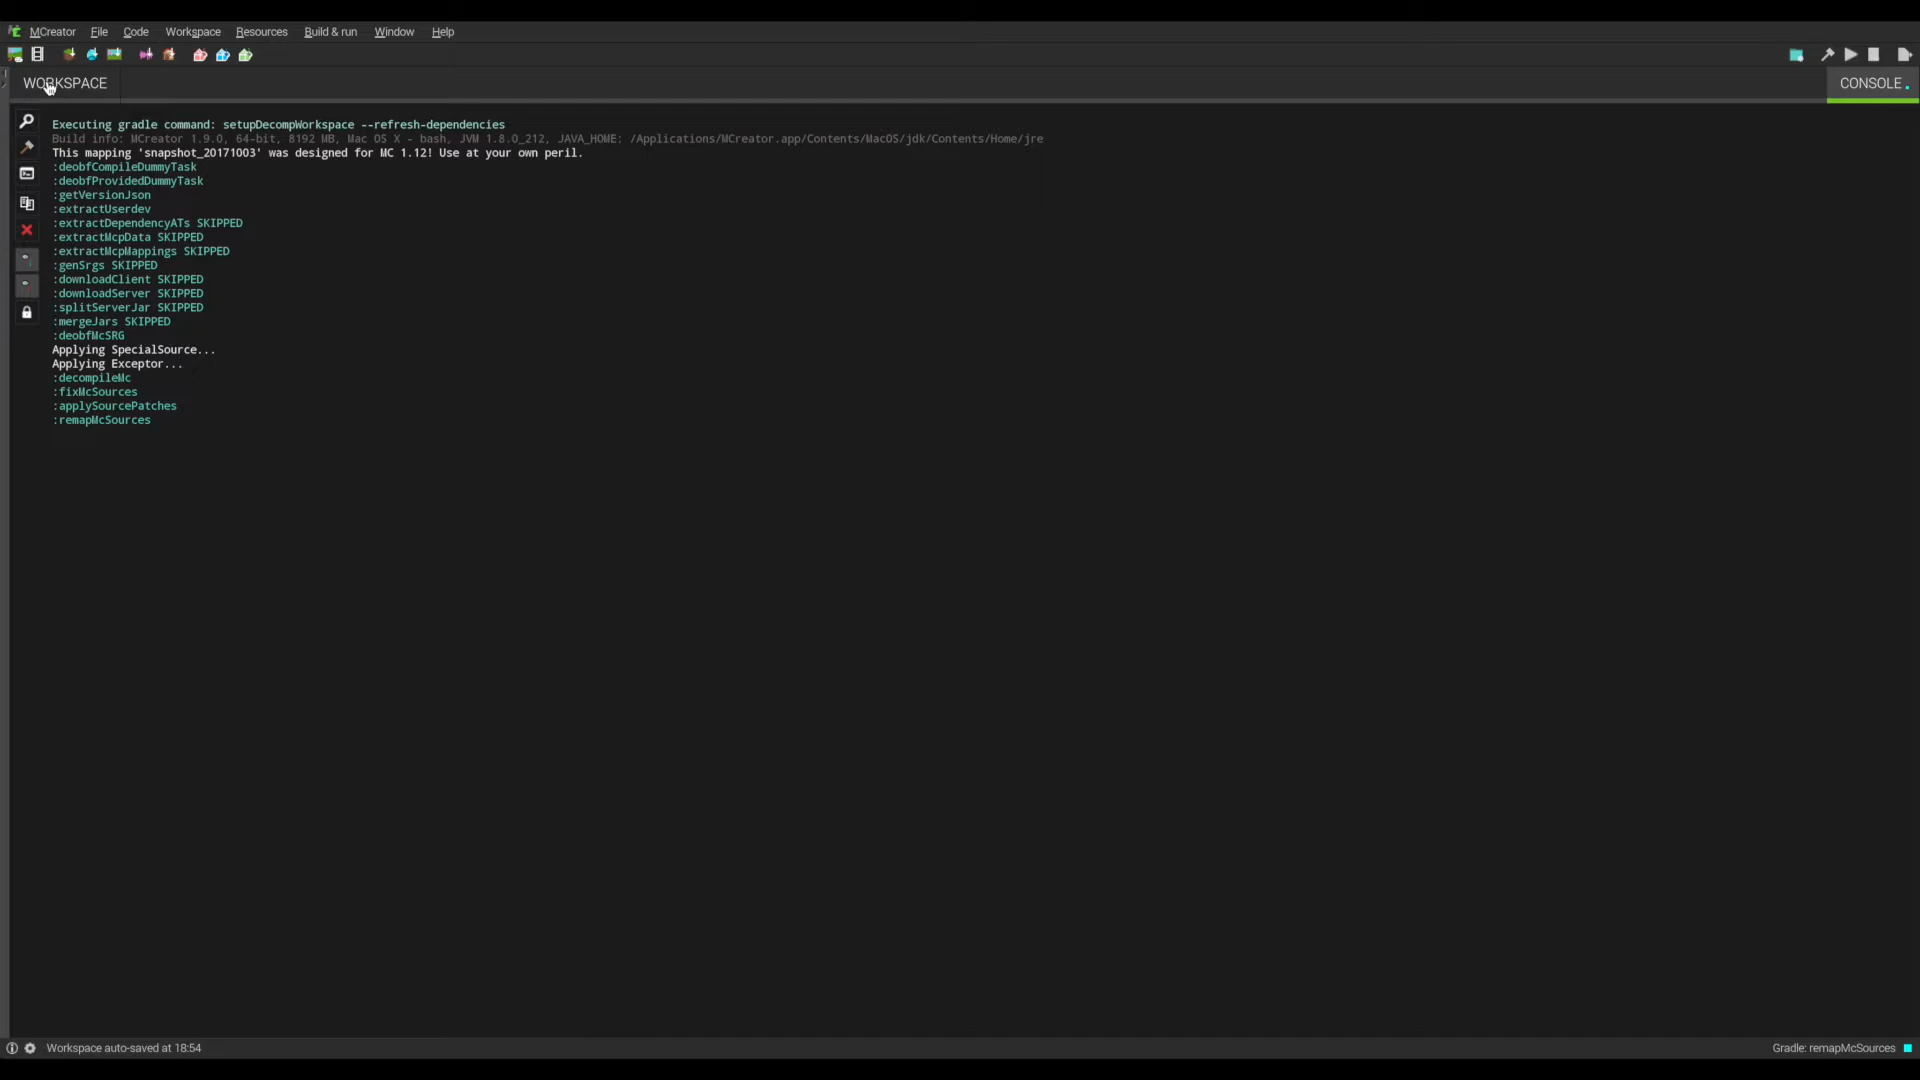 MCreator File Code Workspace Resources Build & run Window Help
WORKSPACE
CONSOLE
Executing gradle command: setupDecompWorkspace --refresh-dependencies
Build info: MCreator 1.9.0, 64-bit, 8192 MB, Mac OS X - bash, JVM 1.8.0_212, JAVA_HOME: /Applications/MCreator.app/Contents/MacOS/jdk/Contents/Home/jre
This mapping 'snapshot_20171003' was designed for MC 1.12! Use at your own peril.
:deobfCompileDummyTask
:deobfProvidedDummyTask
:getVersionJson
:extractUserdev
:extractDependencyATs SKIPPED
:extractMcpData SKIPPED
:extractMcpMappings SKIPPED
:genSrgs SKIPPED
:downloadClient SKIPPED
:downloadServer SKIPPED
:splitServerJar SKIPPED
:mergeJars SKIPPED
:deobfMcSRG
Applying SpecialSource...
Applying Exceptor...
:decompileMc
:fixMcSources
:applySourcePatches
:remapMcSources
Workspace auto-saved at 18:54
Gradle: remapMcSources